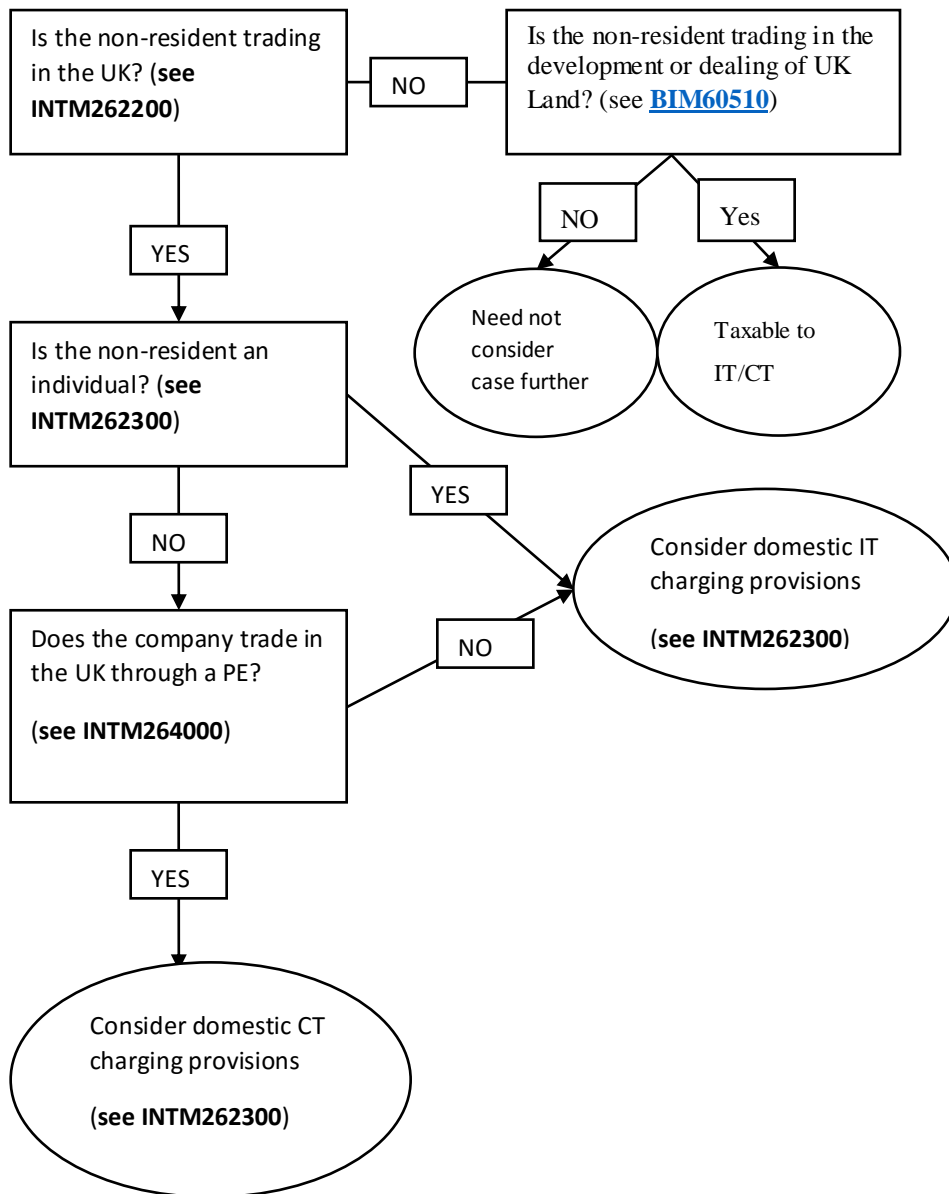 Is the non-resident trading
in the UK? (see
INTM262200)
NO
Is the non-resident trading in the
development or dealing of UK
Land? (see BIM60510)
NO
Yes
YES
Need not
consider
case further
Taxable to
IT/CT
Is the non-resident an
individual? (see
INTM262300)
YES
NO
Consider domestic IT
charging provisions
(see INTM262300)
Does the company trade in
the UK through a PE?
(see INTM264000)
NO
YES
Consider domestic CT
charging provisions
(see INTM262300)